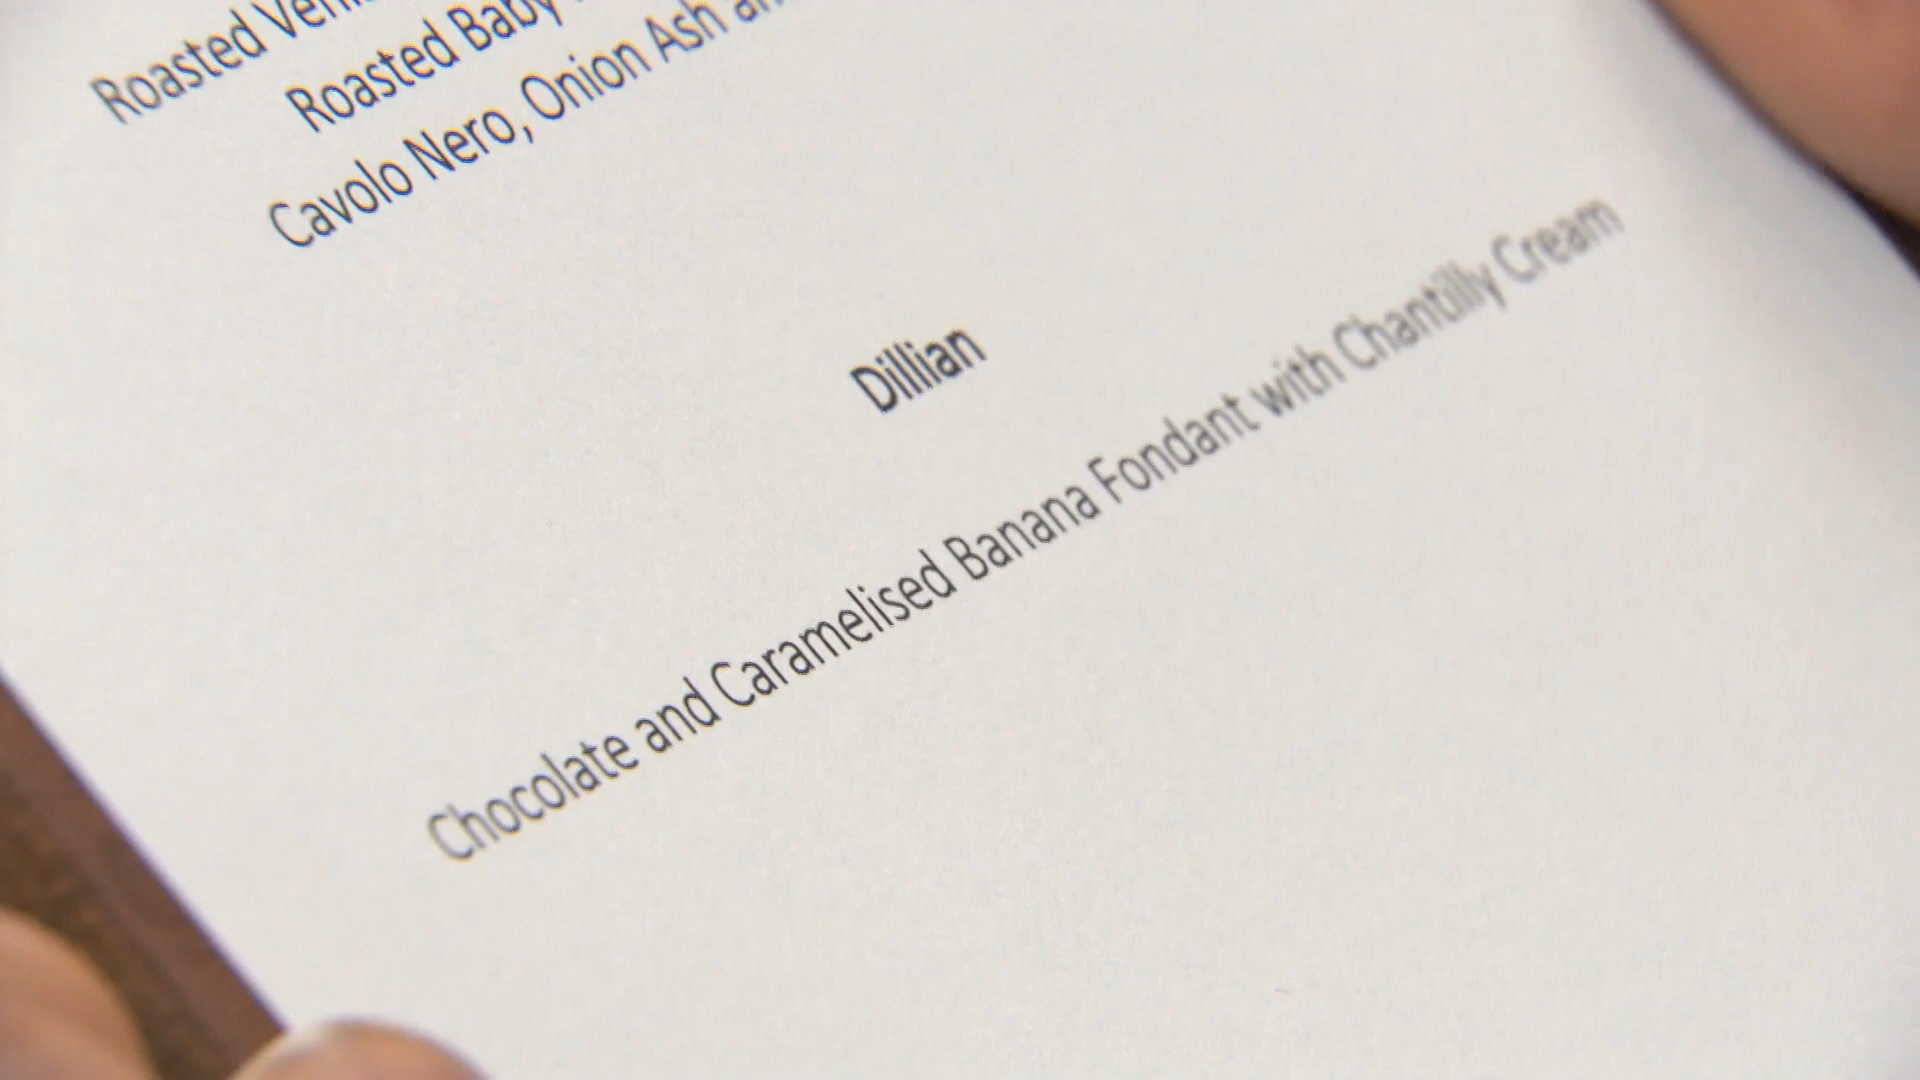 Roasted
Roasted Baby
Cavolo Nero, Onion Ash
Dillian
Chocolate and Caramelised Banana Fondant with Chantilly Cream